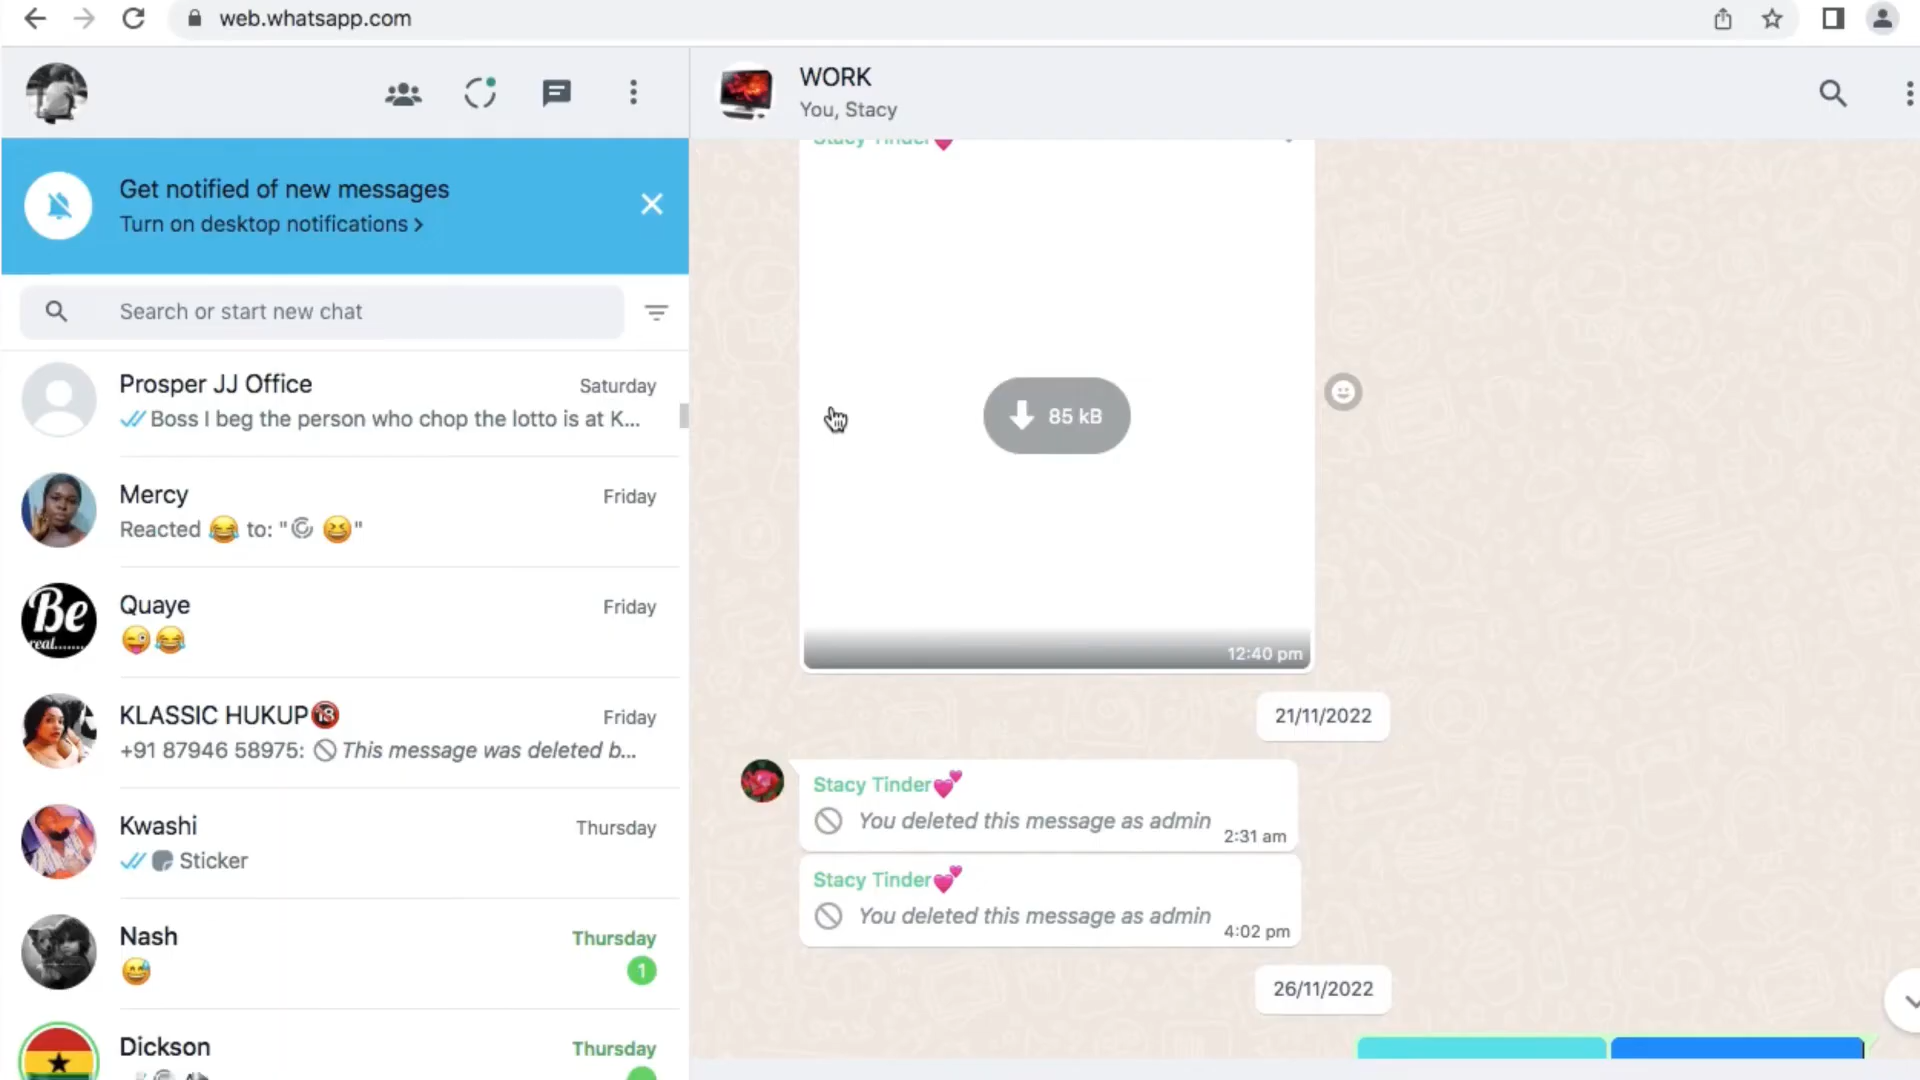 web.whatsapp.com
WORK
You, Stacy
Get notified of new messages
Turn on desktop notifications >
Search or start new chat
Prosper JJ Office
Saturday
Boss I beg the person who chop the lotto is at K...
Mercy
Friday
Reacted 😂 to: " 😆"
Quaye
Friday
😜😂
Be
real.......
KLASSIC HUKUP🔞
Friday
+91 87946 58975: 🚫 This message was deleted b...
Kwashi
Thursday
Sticker
Nash
Thursday
😅
1
Dickson
Thursday
Stacy Tinder💕
85 kB
12:40 pm
21/11/2022
Stacy Tinder💕
You deleted this message as admin
2:31 am
Stacy Tinder💕
You deleted this message as admin
4:02 pm
26/11/2022